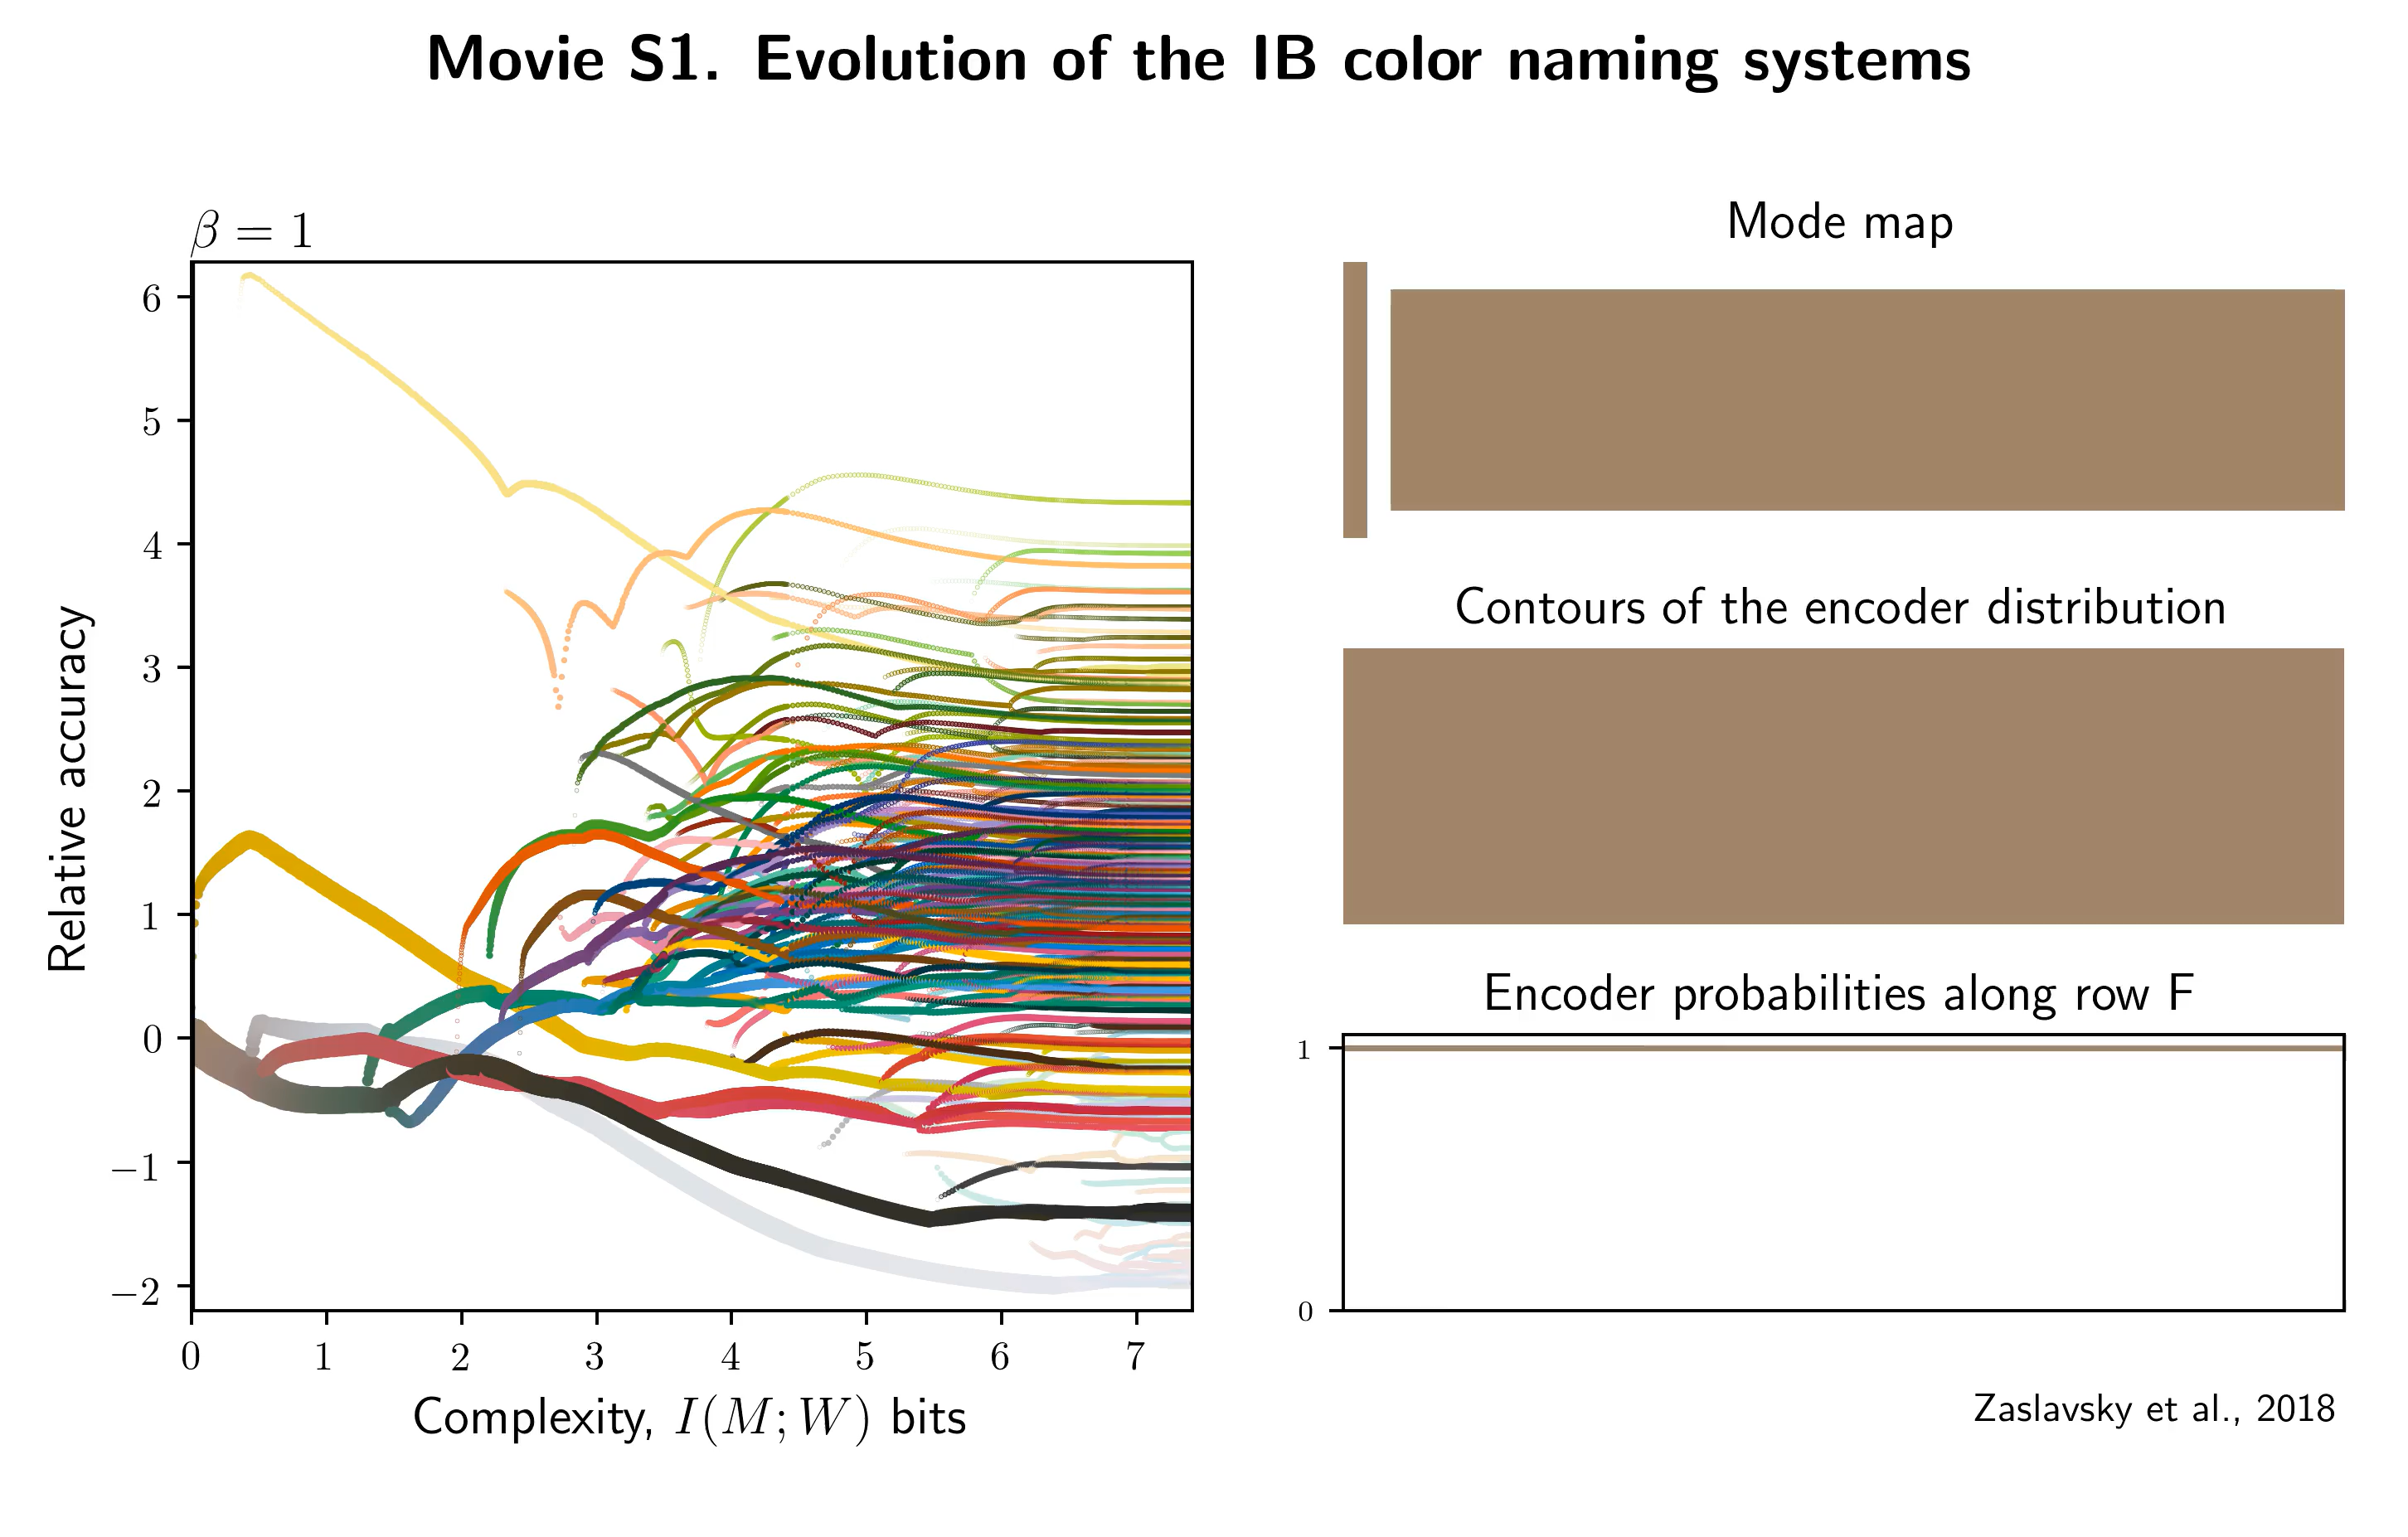 Movie S1. Evolution of the IB color naming systems
β = 1
6
5
4
3
2
1
0
−1
−2
Relative accuracy
0 1 2 3 4 5 6 7
Complexity, I(M; W) bits
Mode map
Contours of the encoder distribution
Encoder probabilities along row F
1
0
Zaslavsky et al., 2018